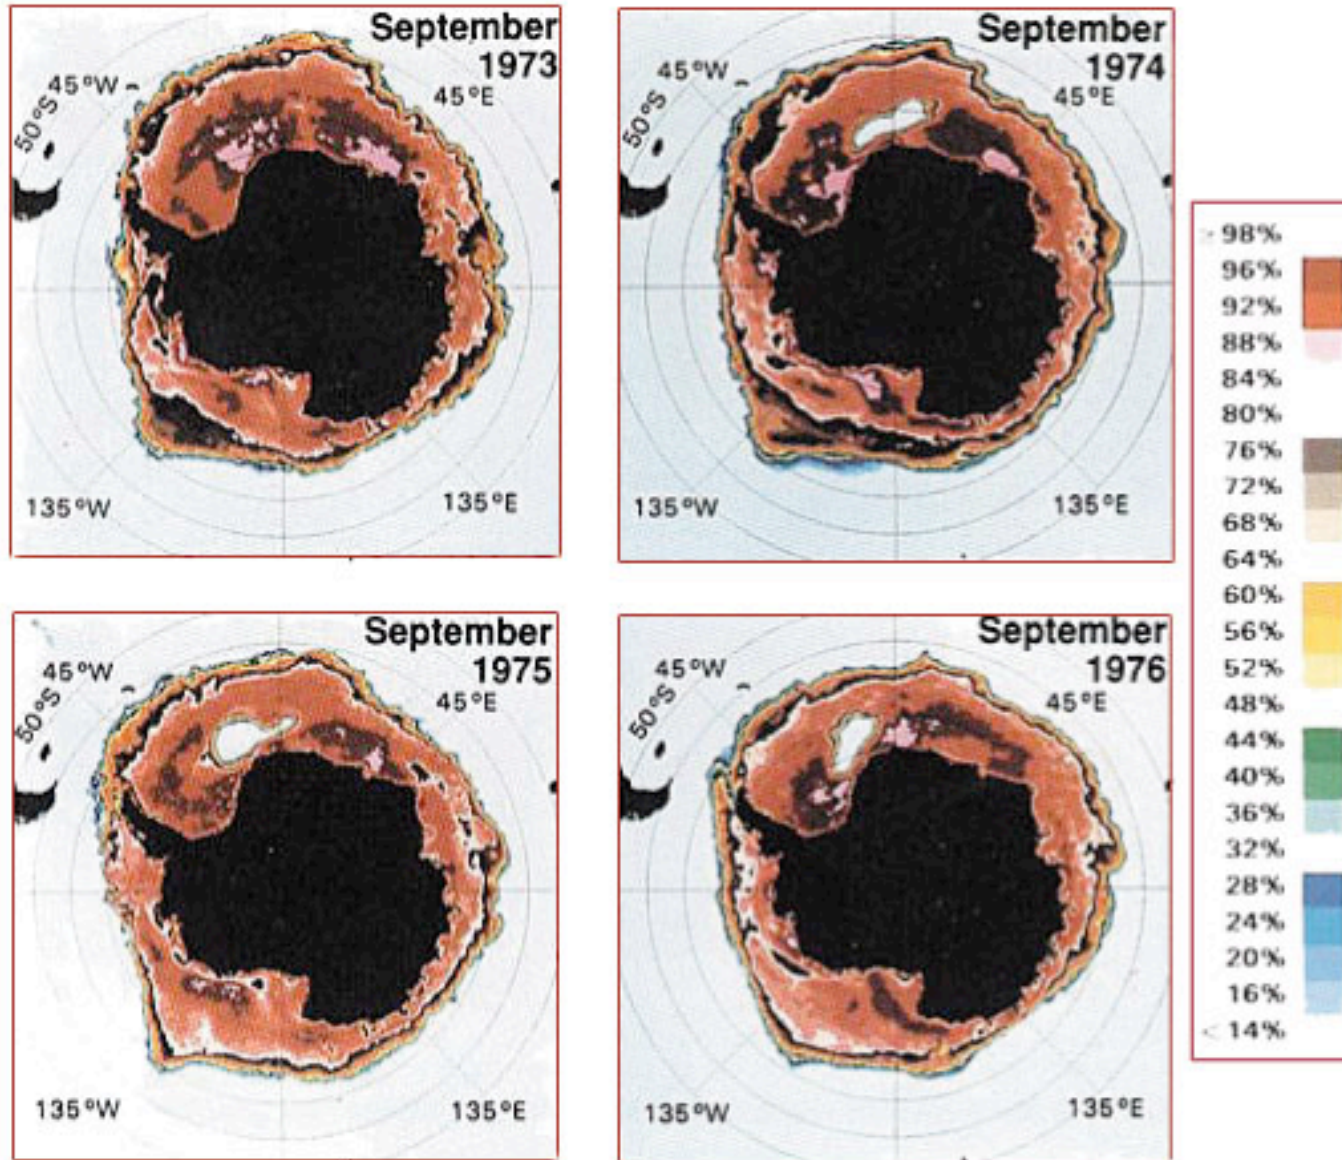 September
1973
45°W
45°E
50°S
135°W
135°E
September
1974
45°W
45°E
50°S
135°W
135°E
September
1975
45°W
45°E
50°S
135°W
135°E
September
1976
45°W
45°E
50°S
135°W
135°E
≥ 98%
96%
92%
88%
84%
80%
76%
72%
68%
64%
60%
56%
52%
48%
44%
40%
36%
32%
28%
24%
20%
16%
< 14%